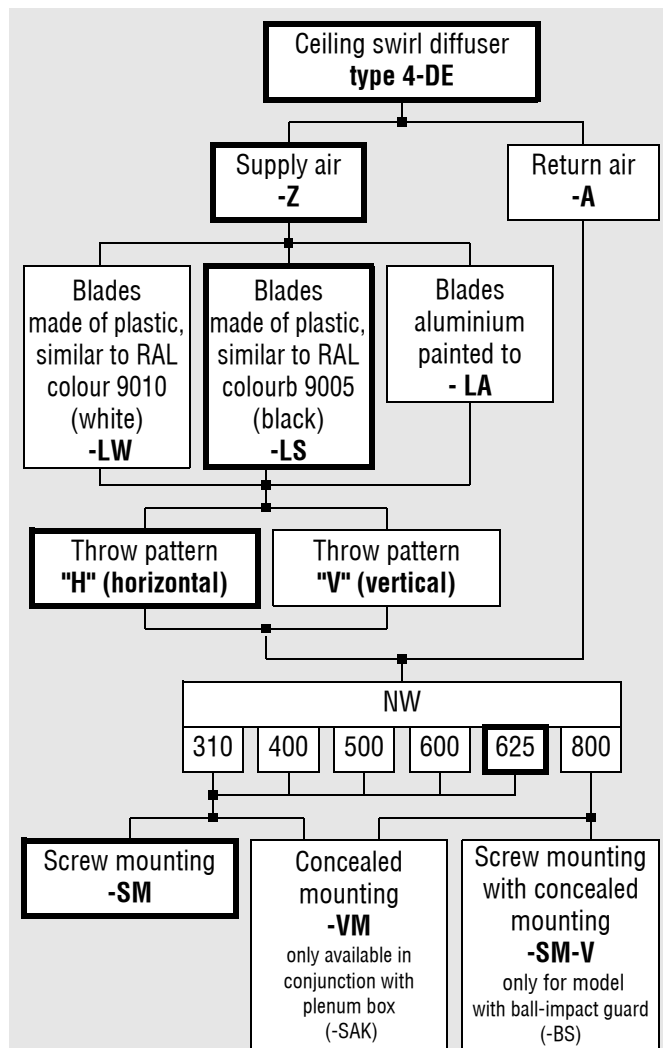 Ceiling swirl diffuser
type 4-DE
Supply air
-Z
Return air
-A
Blades
made of plastic,
similar to RAL
colour 9010
(white)
-LW
Blades
made of plastic,
similar to RAL
colourb 9005
(black)
-LS
Blades
aluminium
painted to
- LA
Throw pattern
"H" (horizontal)
Throw pattern
"V" (vertical)
NW
310
400
500
600
625
800
Screw mounting
-SM
Concealed
mounting
-VM
only available in
conjunction with
plenum box
(-SAK)
Screw mounting
with concealed
mounting
-SM-V
only for model
with ball-impact guard
(-BS)